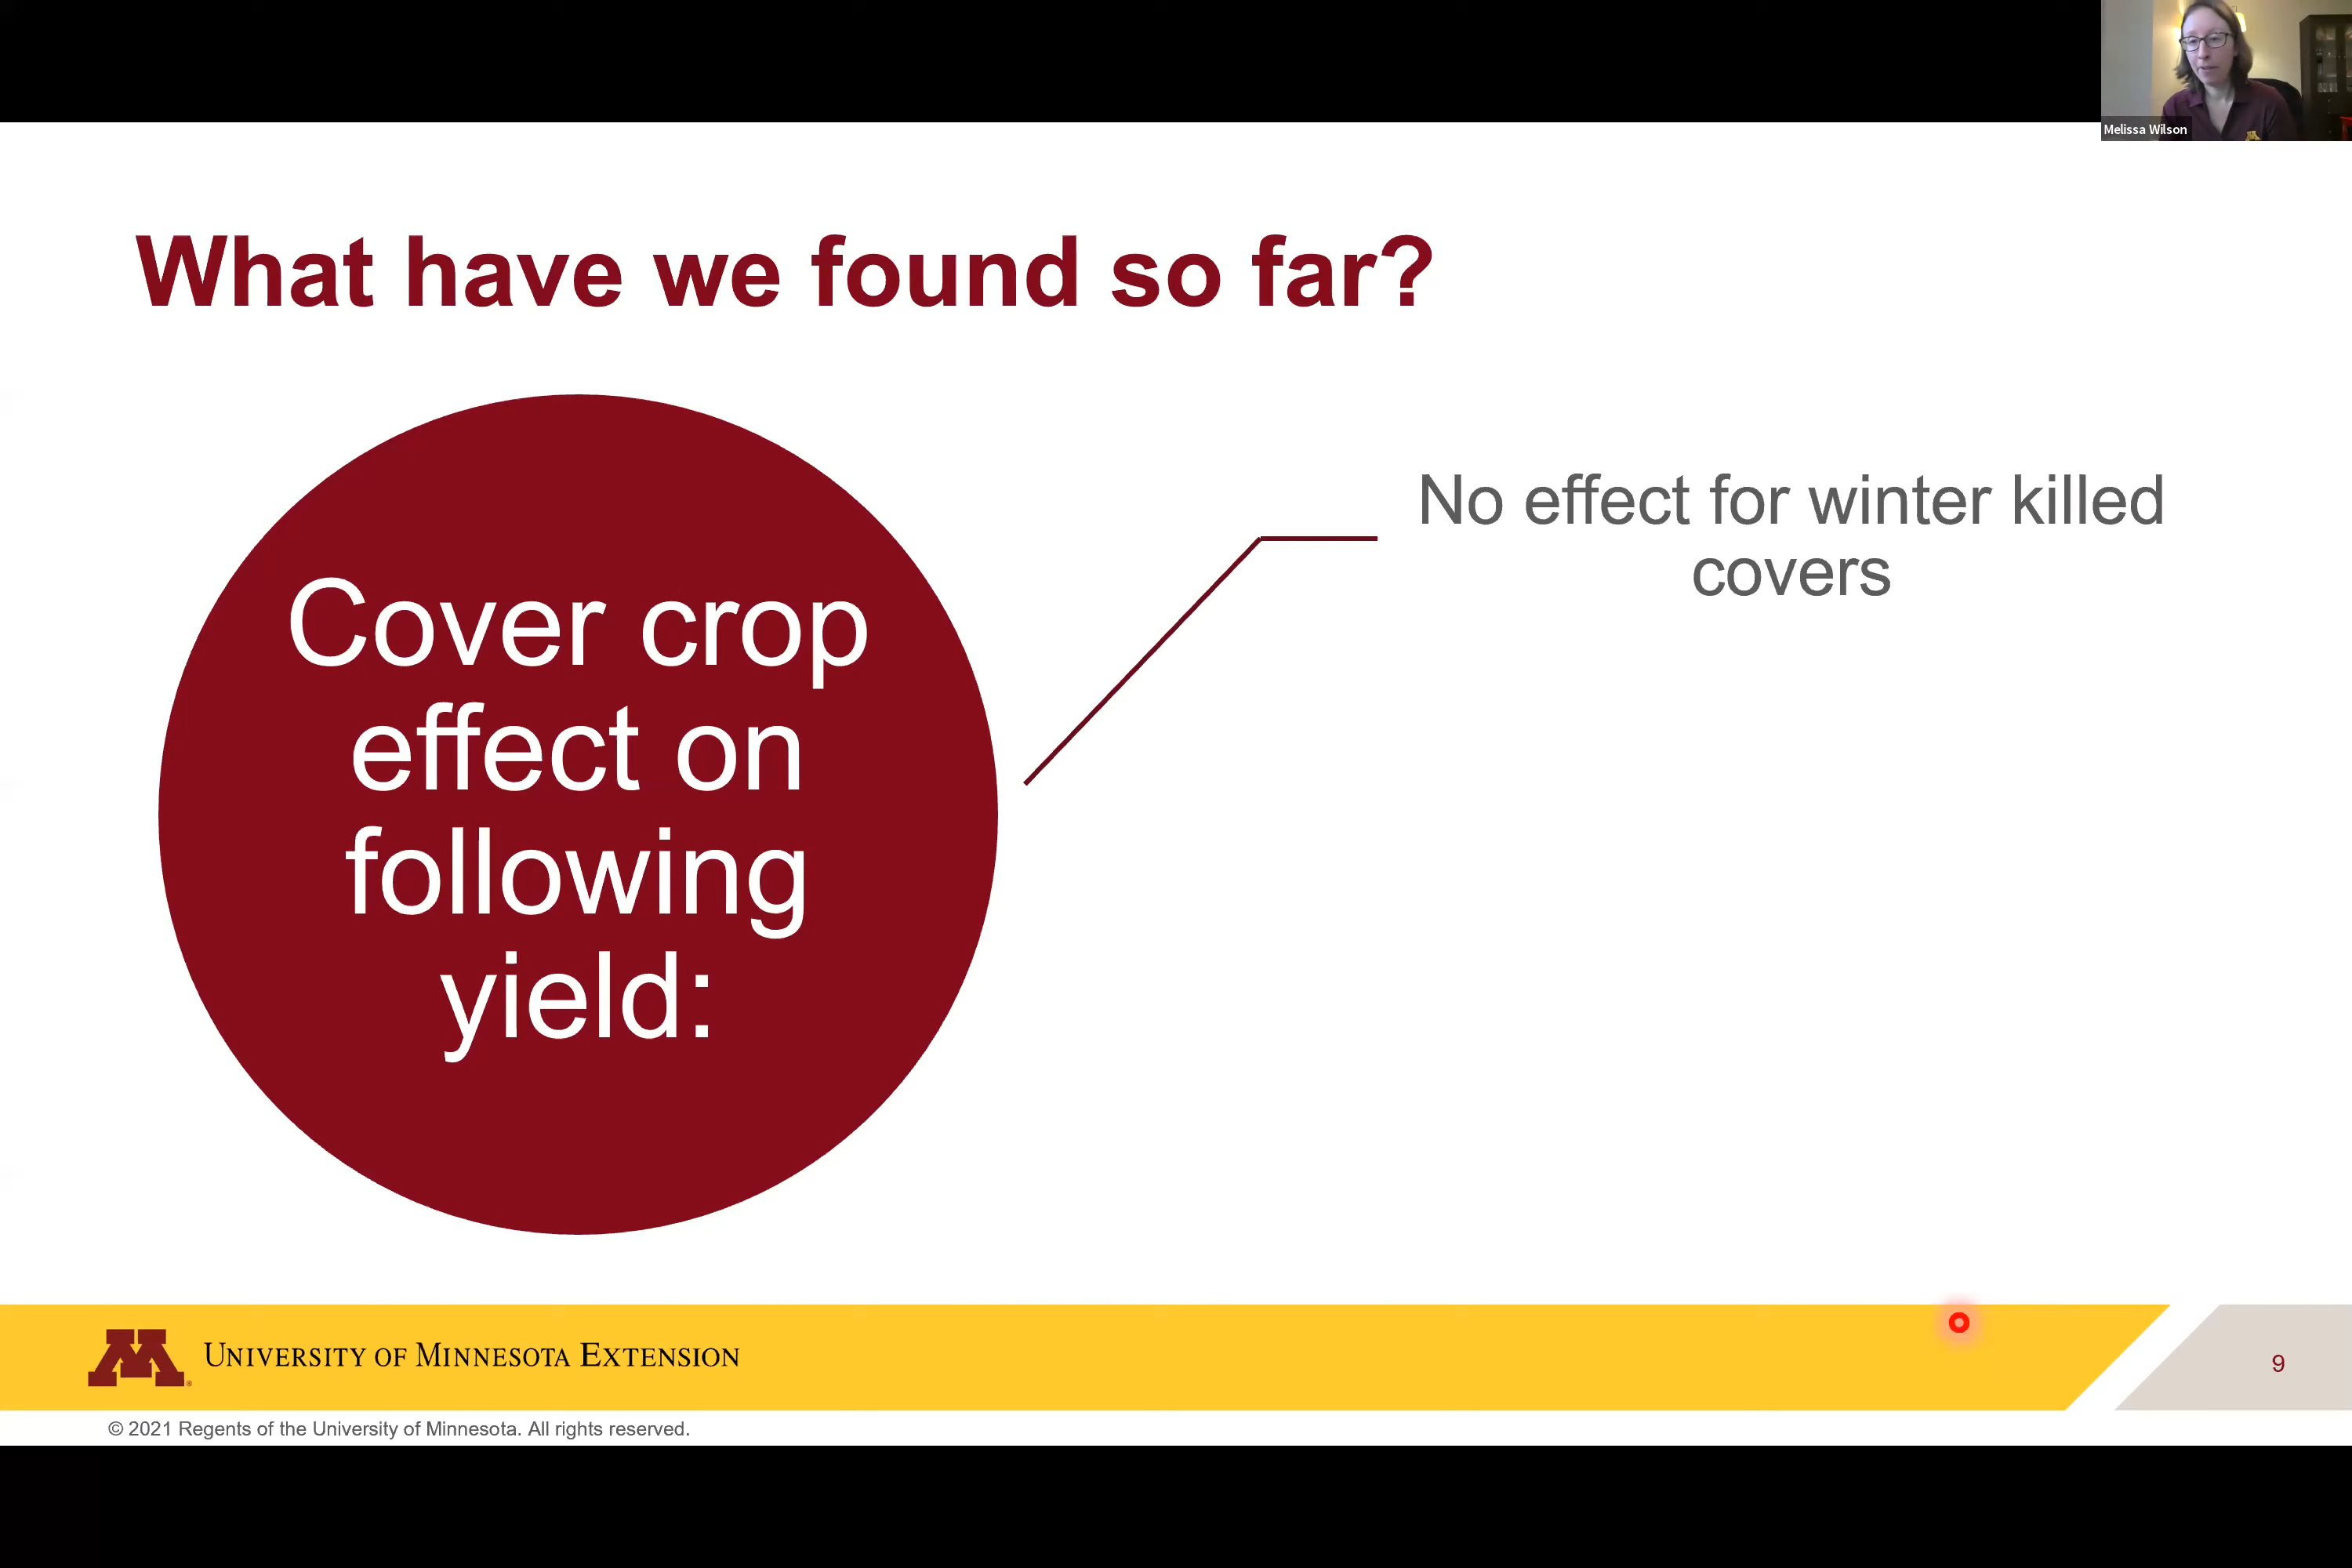 Melissa Wilson
What have we found so far?
Cover crop
effect on
following
yield:
No effect for winter killed
covers
UNIVERSITY OF MINNESOTA EXTENSION
9
© 2021 Regents of the University of Minnesota. All rights reserved.